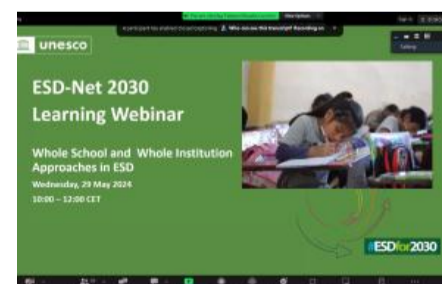 unesco
ESD-Net 2030
Learning Webinar
Whole School and Whole Institution
Approaches in ESD
Wednesday, 29 May 2024
10:00 – 12:00 CET
#ESDfor2030